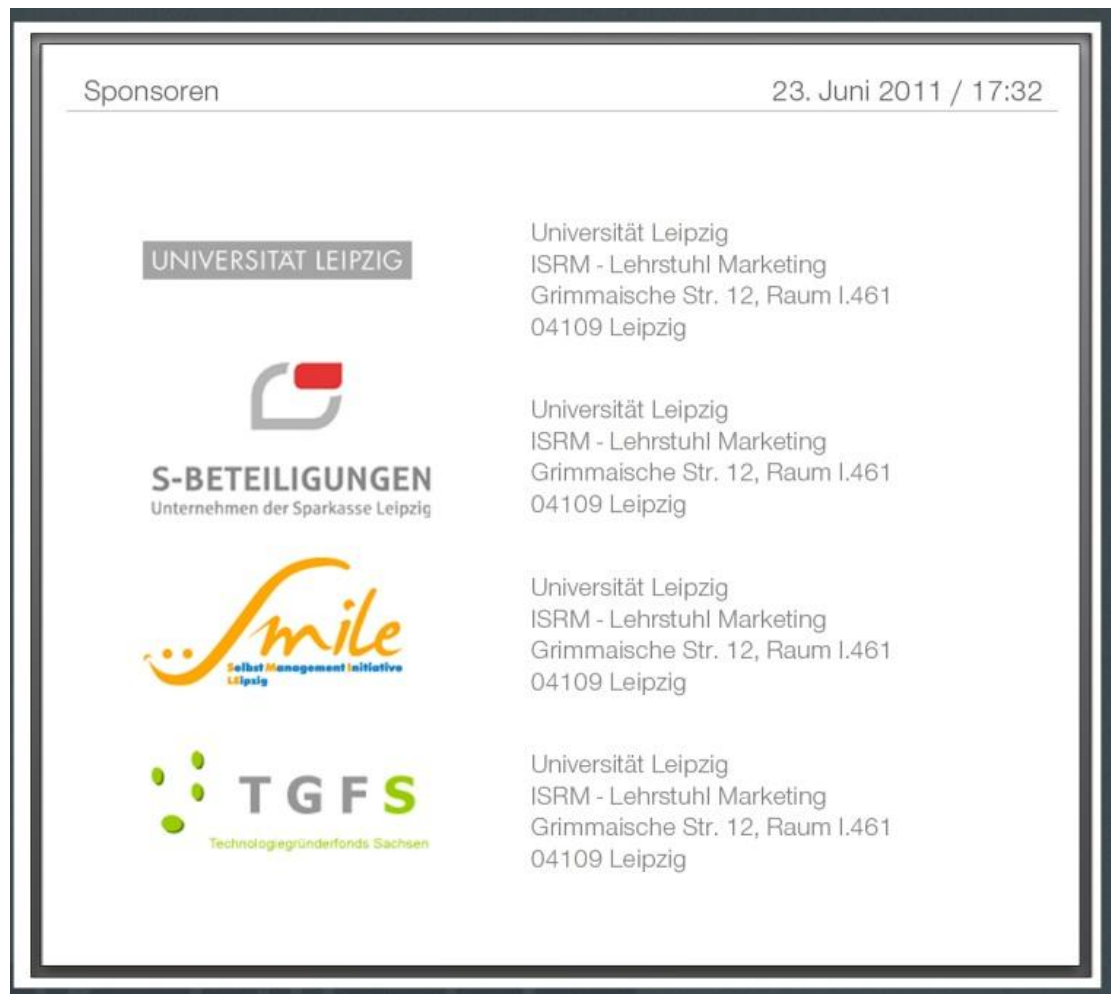 Sponsoren 23. Juni 2011 / 17:32
UNIVERSITÄT LEIPZIG
Universität Leipzig
ISRM - Lehrstuhl Marketing
Grimmaische Str. 12, Raum I.461
04109 Leipzig
S-BETEILIGUNGEN
Unternehmen der Sparkasse Leipzig
Universität Leipzig
ISRM - Lehrstuhl Marketing
Grimmaische Str. 12, Raum I.461
04109 Leipzig
Smile
Selbst Management Initiative
LEipzig
Universität Leipzig
ISRM - Lehrstuhl Marketing
Grimmaische Str. 12, Raum I.461
04109 Leipzig
TGFS
Technologiegründerfonds Sachsen
Universität Leipzig
ISRM - Lehrstuhl Marketing
Grimmaische Str. 12, Raum I.461
04109 Leipzig